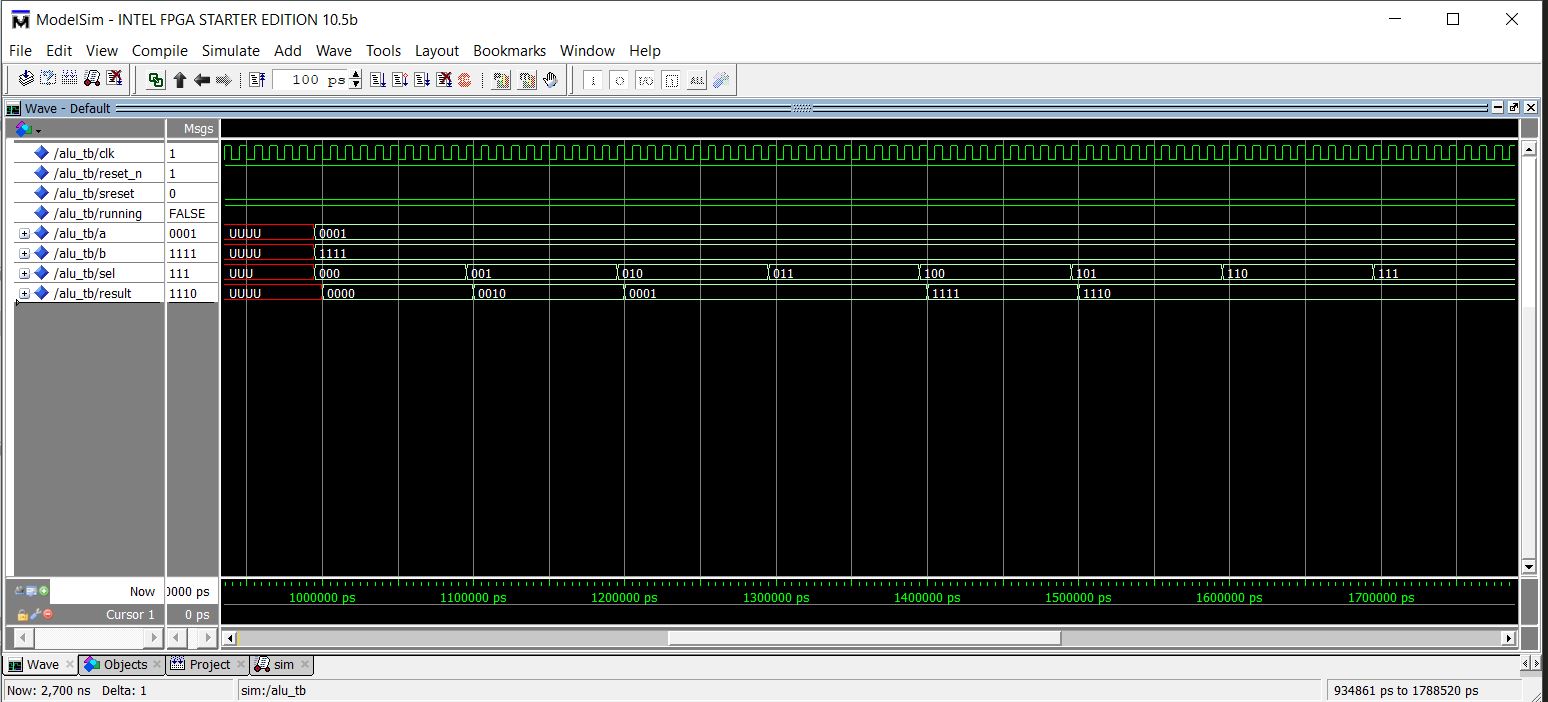 ModelSim - INTEL FPGA STARTER EDITION 10.5b
File Edit View Compile Simulate Add Wave Tools Layout Bookmarks Window Help
100 ps
Wave - Default
Msgs
/alu_tb/clk 1
/alu_tb/reset_n 1
/alu_tb/sreset 0
/alu_tb/running FALSE
/alu_tb/a 0001 UUUU 0001
/alu_tb/b 1111 UUUU 1111
/alu_tb/sel 111 UUU 000 001 010 011 100 101 110 111
/alu_tb/result 1110 UUUU 0000 0010 0001 1111 1110
Now 0000 ps 1000000 ps 1100000 ps 1200000 ps 1300000 ps 1400000 ps 1500000 ps 1600000 ps 1700000 ps
Cursor 1 0 ps
Wave Objects Project sim
Now: 2,700 ns Delta: 1 sim:/alu_tb 934861 ps to 1788520 ps